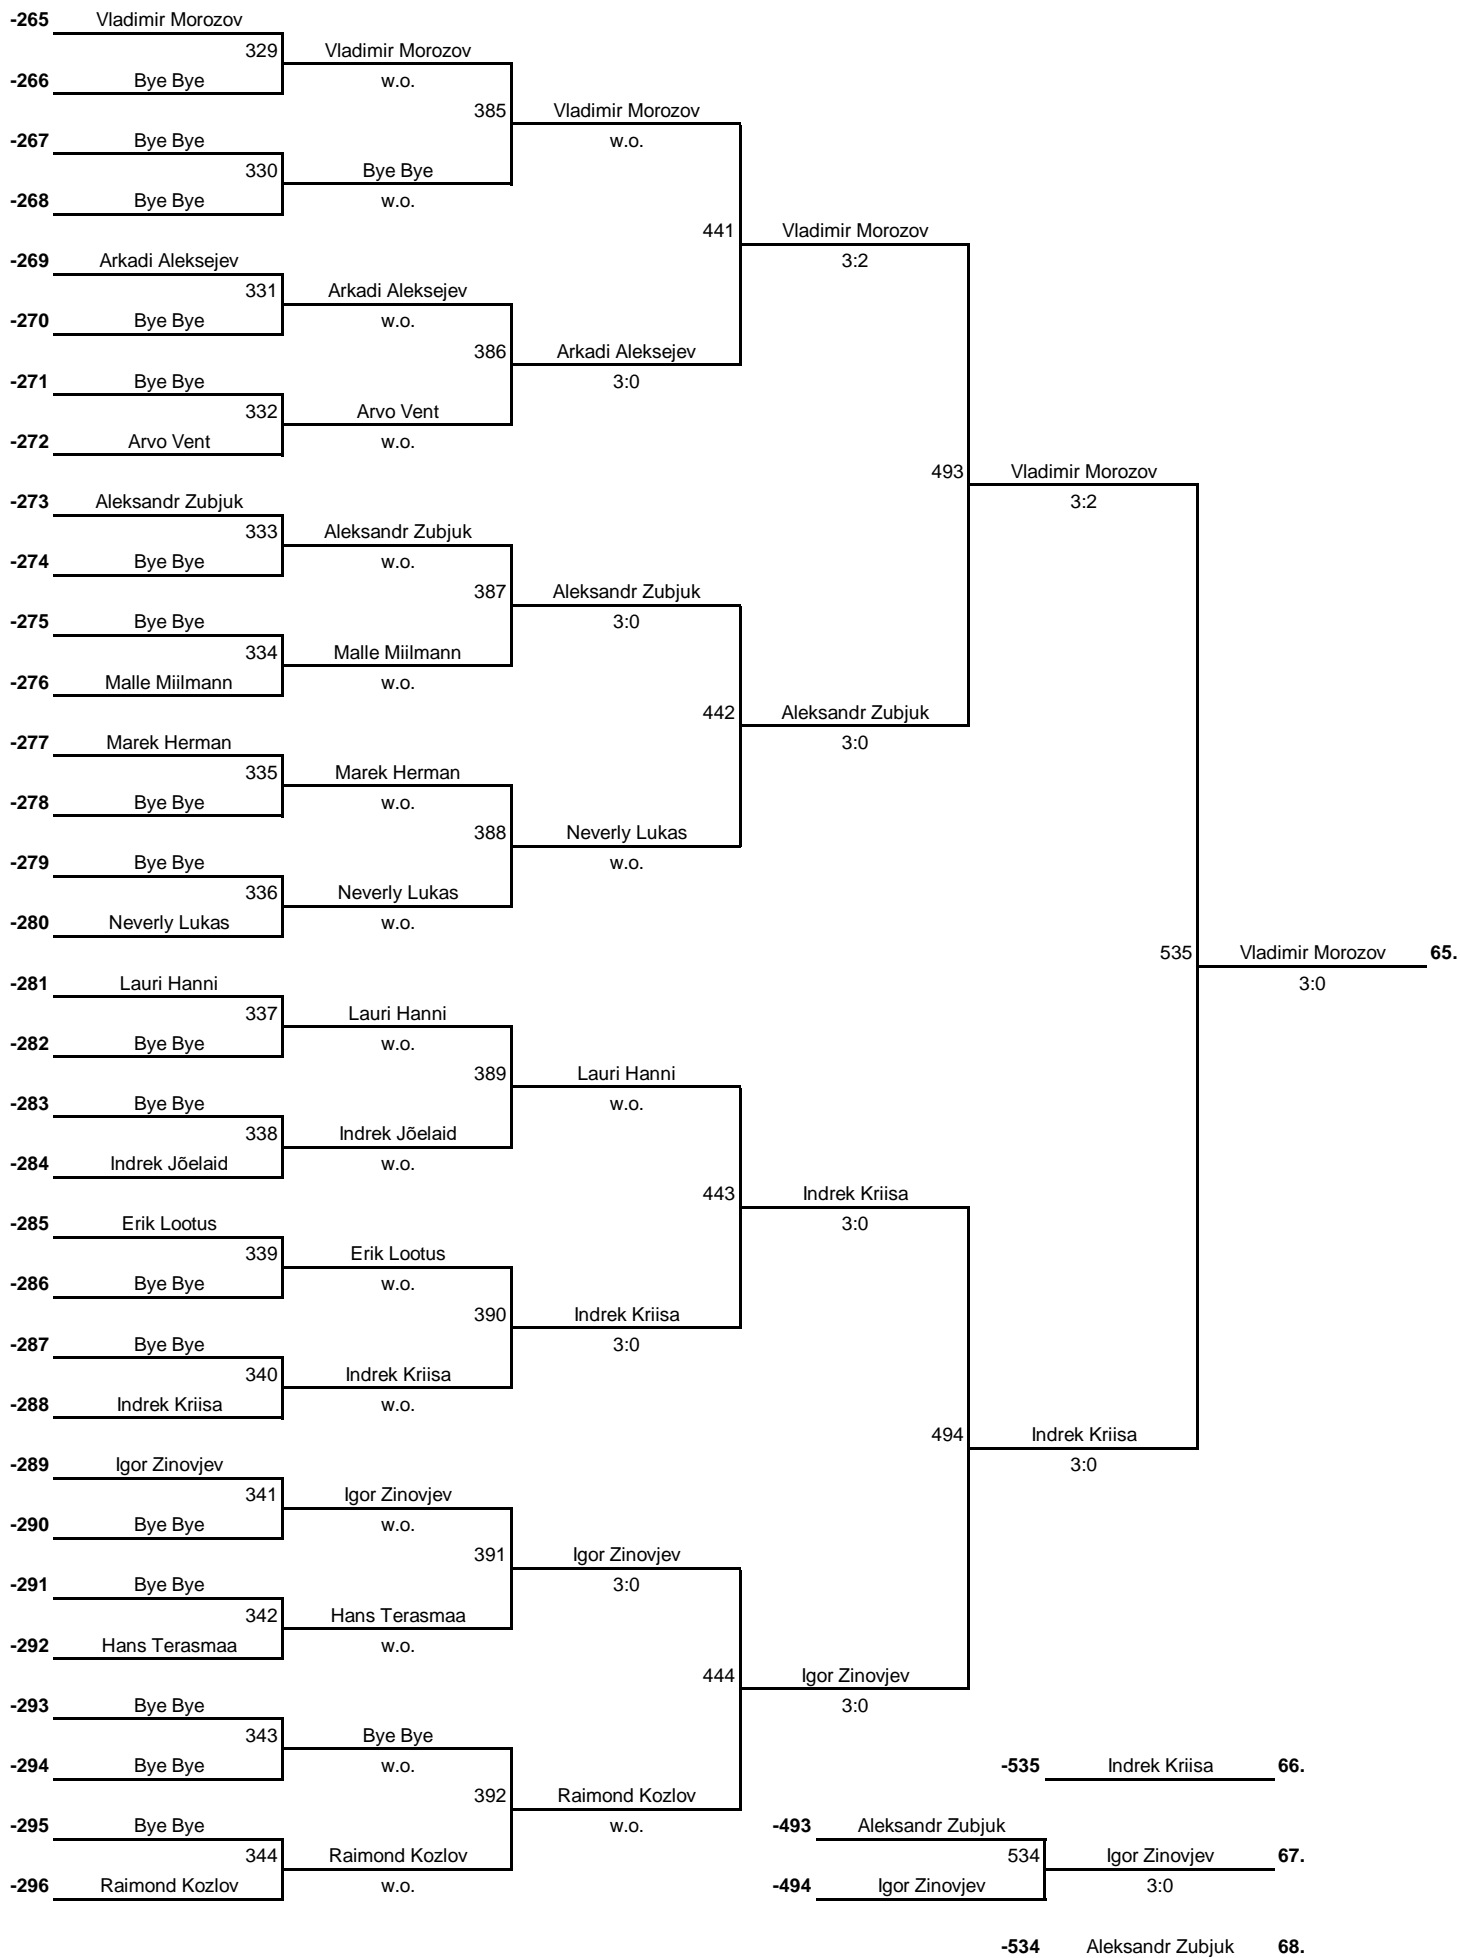 -265 Vladimir Morozov
329 Vladimir Morozov
-266 Bye Bye w.o.
385 Vladimir Morozov
-267 Bye Bye w.o.
330 Bye Bye
-268 Bye Bye w.o.
441 Vladimir Morozov
-269 Arkadi Aleksejev 3:2
331 Arkadi Aleksejev
-270 Bye Bye w.o.
386 Arkadi Aleksejev
-271 Bye Bye 3:0
332 Arvo Vent
-272 Arvo Vent w.o.
493 Vladimir Morozov
-273 Aleksandr Zubjuk 3:2
333 Aleksandr Zubjuk
-274 Bye Bye w.o.
387 Aleksandr Zubjuk
-275 Bye Bye 3:0
334 Malle Miilmann
-276 Malle Miilmann w.o.
442 Aleksandr Zubjuk
-277 Marek Herman 3:0
335 Marek Herman
-278 Bye Bye w.o.
388 Neverly Lukas
-279 Bye Bye w.o.
336 Neverly Lukas
-280 Neverly Lukas w.o.
535 Vladimir Morozov 65.
-281 Lauri Hanni 3:0
337 Lauri Hanni
-282 Bye Bye w.o.
389 Lauri Hanni
-283 Bye Bye w.o.
338 Indrek Jõelaid
-284 Indrek Jõelaid w.o.
443 Indrek Kriisa
-285 Erik Lootus 3:0
339 Erik Lootus
-286 Bye Bye w.o.
390 Indrek Kriisa
-287 Bye Bye 3:0
340 Indrek Kriisa
-288 Indrek Kriisa w.o.
494 Indrek Kriisa
-289 Igor Zinovjev 3:0
341 Igor Zinovjev
-290 Bye Bye w.o.
391 Igor Zinovjev
-291 Bye Bye 3:0
342 Hans Terasmaa
-292 Hans Terasmaa w.o.
444 Igor Zinovjev
-293 Bye Bye 3:0
343 Bye Bye
-294 Bye Bye w.o. -535 Indrek Kriisa 66.
392 Raimond Kozlov
-295 Bye Bye w.o. -493 Aleksandr Zubjuk
344 Raimond Kozlov 534 Igor Zinovjev 67.
-296 Raimond Kozlov w.o. -494 Igor Zinovjev 3:0
-534 Aleksandr Zubjuk 68.